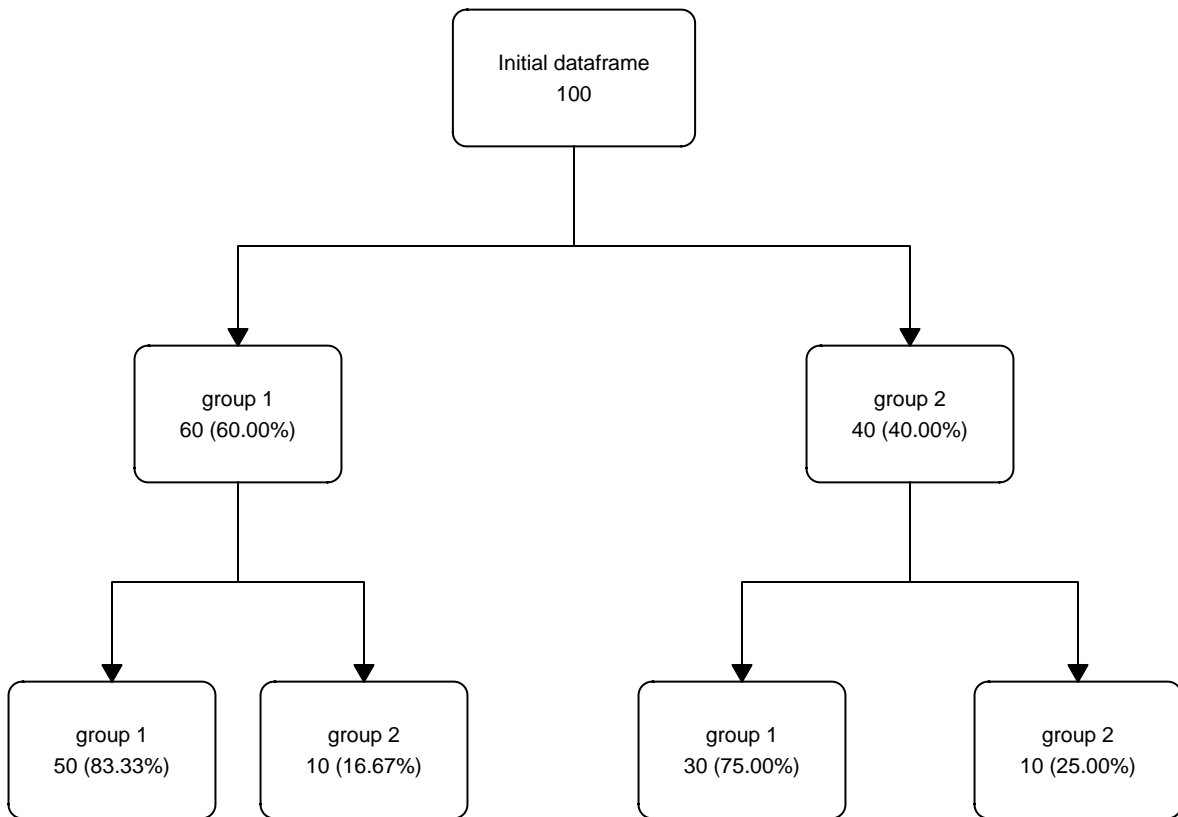 Initial dataframe
100
group 1
60 (60.00%)
group 2
40 (40.00%)
group 1
50 (83.33%)
group 2
10 (16.67%)
group 1
30 (75.00%)
group 2
10 (25.00%)